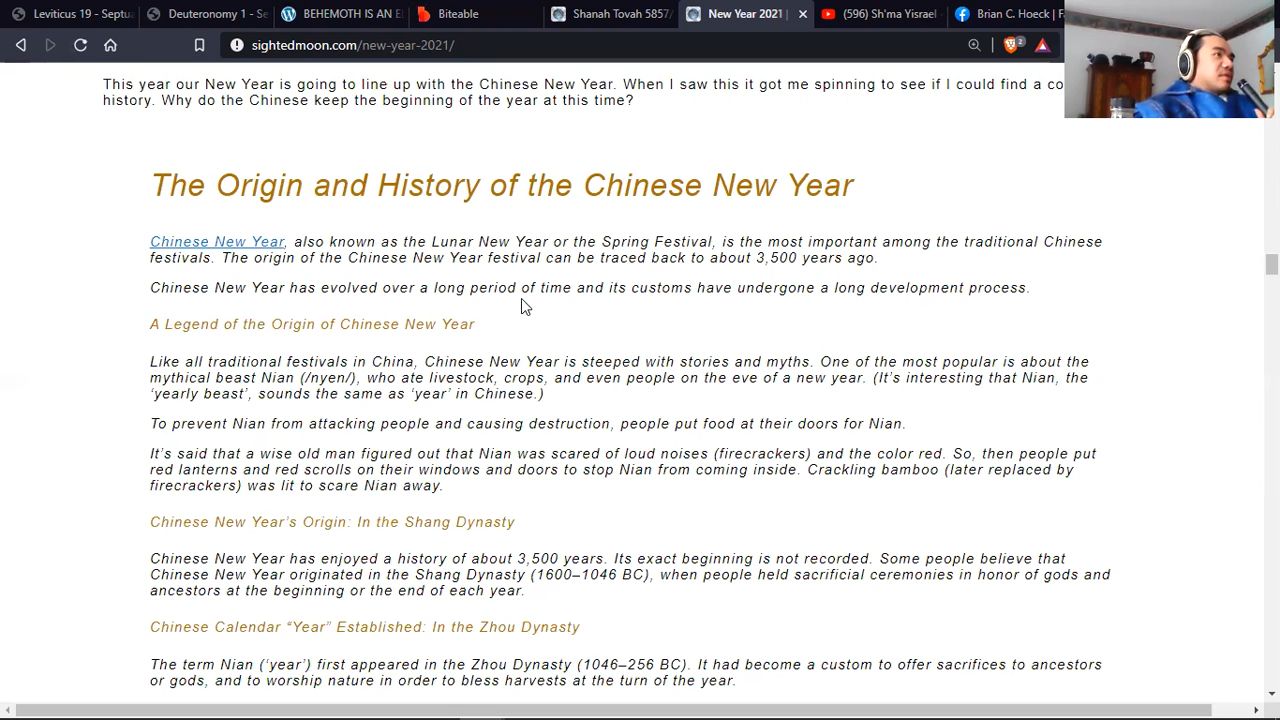 Leviticus 19 - Septua
Deuteronomy 1 - Se
BEHEMOTH IS AN E
Biteable
Shanah Tovah 5857/
New Year 2021 |
(596) Sh'ma Yisrael
Brian C. Hoeck | F
sightedmoon.com/new-year-2021/
2
This year our New Year is going to line up with the Chinese New Year. When I saw this it got me spinning to see if I could find a co
history. Why do the Chinese keep the beginning of the year at this time?
The Origin and History of the Chinese New Year
Chinese New Year, also known as the Lunar New Year or the Spring Festival, is the most important among the traditional Chinese
festivals. The origin of the Chinese New Year festival can be traced back to about 3,500 years ago.
Chinese New Year has evolved over a long period of time and its customs have undergone a long development process.
A Legend of the Origin of Chinese New Year
Like all traditional festivals in China, Chinese New Year is steeped with stories and myths. One of the most popular is about the
mythical beast Nian (/nyen/), who ate livestock, crops, and even people on the eve of a new year. (It’s interesting that Nian, the
‘yearly beast’, sounds the same as ‘year’ in Chinese.)
To prevent Nian from attacking people and causing destruction, people put food at their doors for Nian.
It’s said that a wise old man figured out that Nian was scared of loud noises (firecrackers) and the color red. So, then people put
red lanterns and red scrolls on their windows and doors to stop Nian from coming inside. Crackling bamboo (later replaced by
firecrackers) was lit to scare Nian away.
Chinese New Year’s Origin: In the Shang Dynasty
Chinese New Year has enjoyed a history of about 3,500 years. Its exact beginning is not recorded. Some people believe that
Chinese New Year originated in the Shang Dynasty (1600–1046 BC), when people held sacrificial ceremonies in honor of gods and
ancestors at the beginning or the end of each year.
Chinese Calendar “Year” Established: In the Zhou Dynasty
The term Nian (‘year’) first appeared in the Zhou Dynasty (1046–256 BC). It had become a custom to offer sacrifices to ancestors
or gods, and to worship nature in order to bless harvests at the turn of the year.